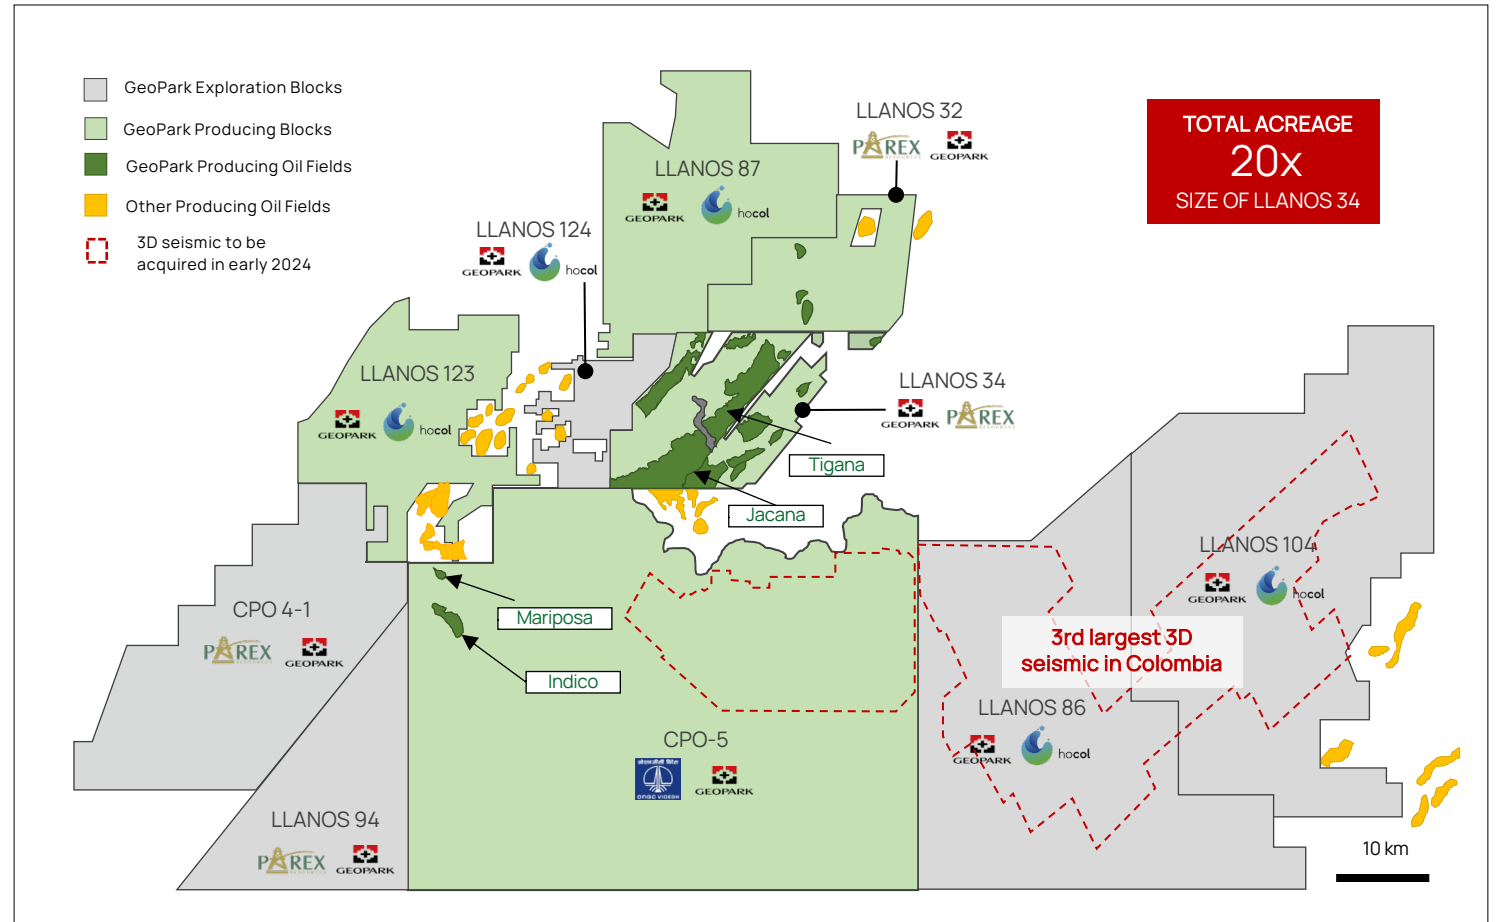 GeoPark Exploration Blocks
GeoPark Producing Blocks
GeoPark Producing Oil Fields
Other Producing Oil Fields
3D seismic to be
acquired in early 2024
TOTAL ACREAGE
20x
SIZE OF LLANOS 34
LLANOS 32
PAREX
GEOPARK
LLANOS 87
GEOPARK
hocol
LLANOS 124
GEOPARK
hocol
LLANOS 123
GEOPARK
hocol
LLANOS 34
GEOPARK
PAREX
Tigana
Jacana
Mariposa
Indico
CPO 4-1
PAREX
GEOPARK
LLANOS 94
PAREX
GEOPARK
CPO-5
ओएनजीसी विदेश
ONGC VIDESH
GEOPARK
LLANOS 104
GEOPARK
hocol
3rd largest 3D
seismic in Colombia
LLANOS 86
GEOPARK
hocol
10 km